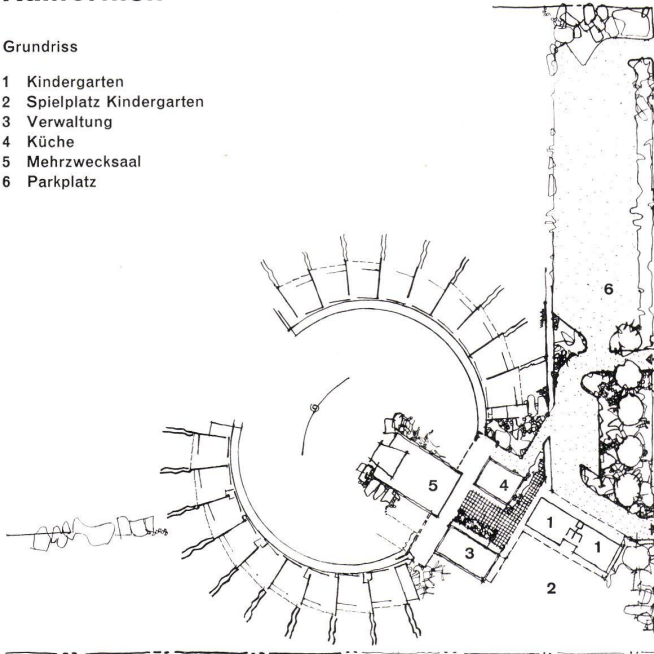 Grundriss
1 Kindergarten
2 Spielplatz Kindergarten
3 Verwaltung
4 Küche
5 Mehrzwecksaal
6 Parkplatz
6
5
4
1
1
3
2